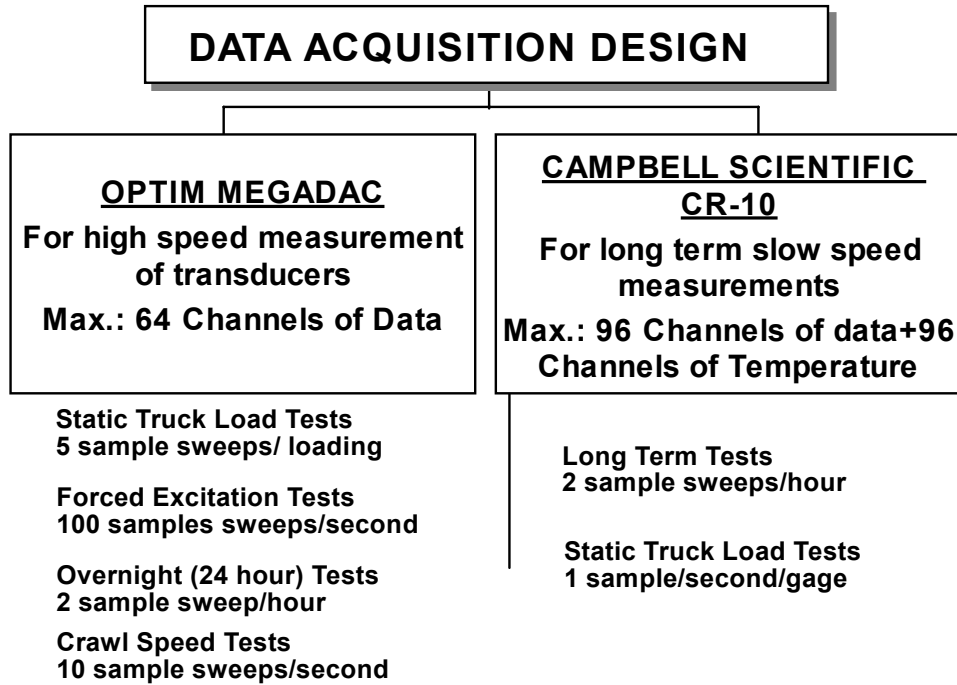 DATA ACQUISITION DESIGN
OPTIM MEGADAC
For high speed measurement
of transducers
Max.: 64 Channels of Data
Static Truck Load Tests
5 sample sweeps/ loading
Forced Excitation Tests
100 samples sweeps/second
Overnight (24 hour) Tests
2 sample sweep/hour
Crawl Speed Tests
10 sample sweeps/second
CAMPBELL SCIENTIFIC
CR-10
For long term slow speed
measurements
Max.: 96 Channels of data+96
Channels of Temperature
Long Term Tests
2 sample sweeps/hour
Static Truck Load Tests
1 sample/second/gage